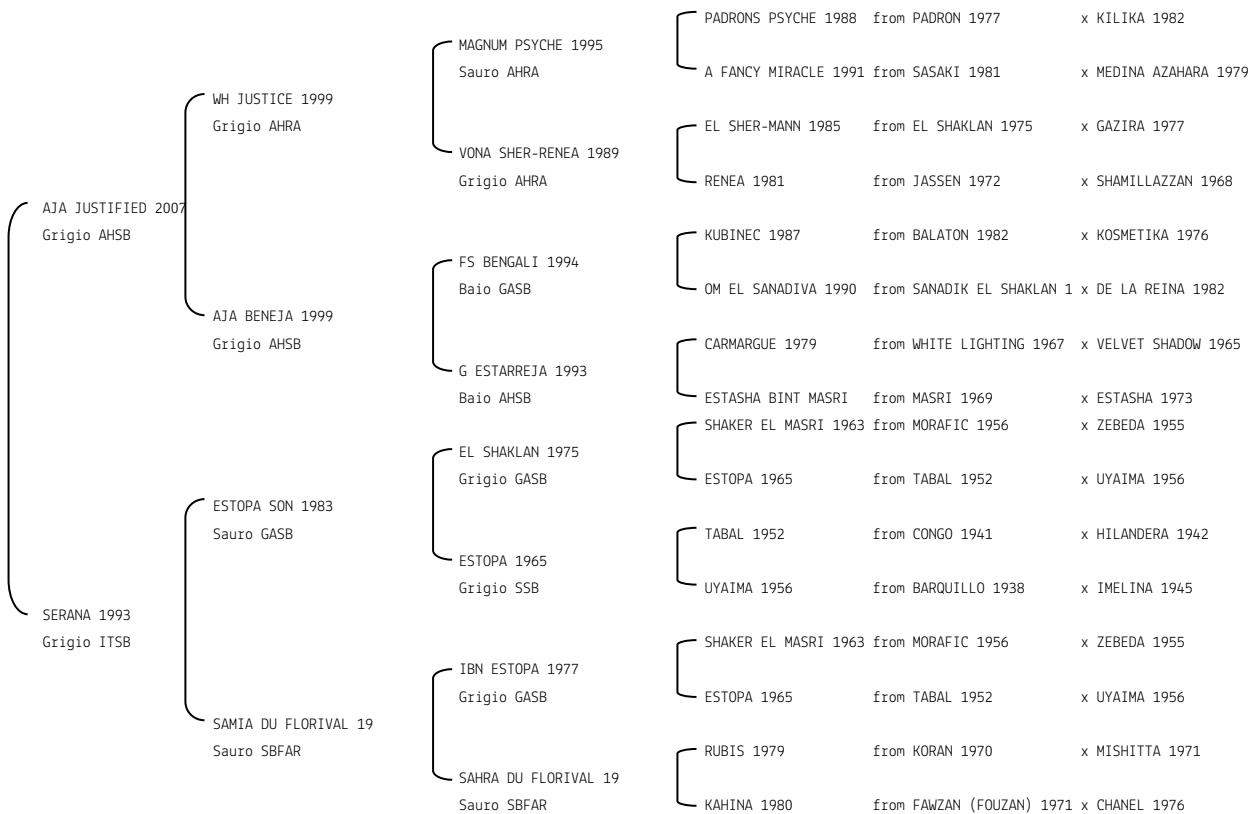 PADRONS PSYCHE 1988 from PADRON 1977 x KILIKA 1982
MAGNUM PSYCHE 1995
Sauro AHRA
A FANCY MIRACLE 1991 from SASAKI 1981 x MEDINA AZAHARA 1979
WH JUSTICE 1999
Grigio AHRA
EL SHER-MANN 1985 from EL SHAKLAN 1975 x GAZIRA 1977
VONA SHER-RENEA 1989
Grigio AHRA
RENEA 1981 from JASSEN 1972 x SHAMILLAZZAN 1968
AJA JUSTIFIED 2007
Grigio AHSB
KUBINEC 1987 from BALATON 1982 x KOSMETIKA 1976
FS BENGALI 1994
Baio GASB
OM EL SANADIVA 1990 from SANADIK EL SHAKLAN 1 x DE LA REINA 1982
AJA BENEJA 1999
Grigio AHSB
CARMARGUE 1979 from WHITE LIGHTING 1967 x VELVET SHADOW 1965
G ESTARREJA 1993
Baio AHSB
ESTASHA BINT MASRI from MASRI 1969 x ESTASHA 1973
SHAKER EL MASRI 1963 from MORAFIC 1956 x ZEBEDA 1955
EL SHAKLAN 1975
Grigio GASB
ESTOPA 1965 from TABAL 1952 x UYAIMA 1956
ESTOPA SON 1983
Sauro GASB
TABAL 1952 from CONGO 1941 x HILANDERA 1942
ESTOPA 1965
Grigio SSB
UYAIMA 1956 from BARQUILLO 1938 x IMELINA 1945
SERANA 1993
Grigio ITSB
SHAKER EL MASRI 1963 from MORAFIC 1956 x ZEBEDA 1955
IBN ESTOPA 1977
Grigio GASB
ESTOPA 1965 from TABAL 1952 x UYAIMA 1956
SAMIA DU FLORIVAL 19
Sauro SBFAR
RUBIS 1979 from KORAN 1970 x MISHITTA 1971
SAHRA DU FLORIVAL 19
Sauro SBFAR
KAHINA 1980 from FAWZAN (FOUZAN) 1971 x CHANEL 1976